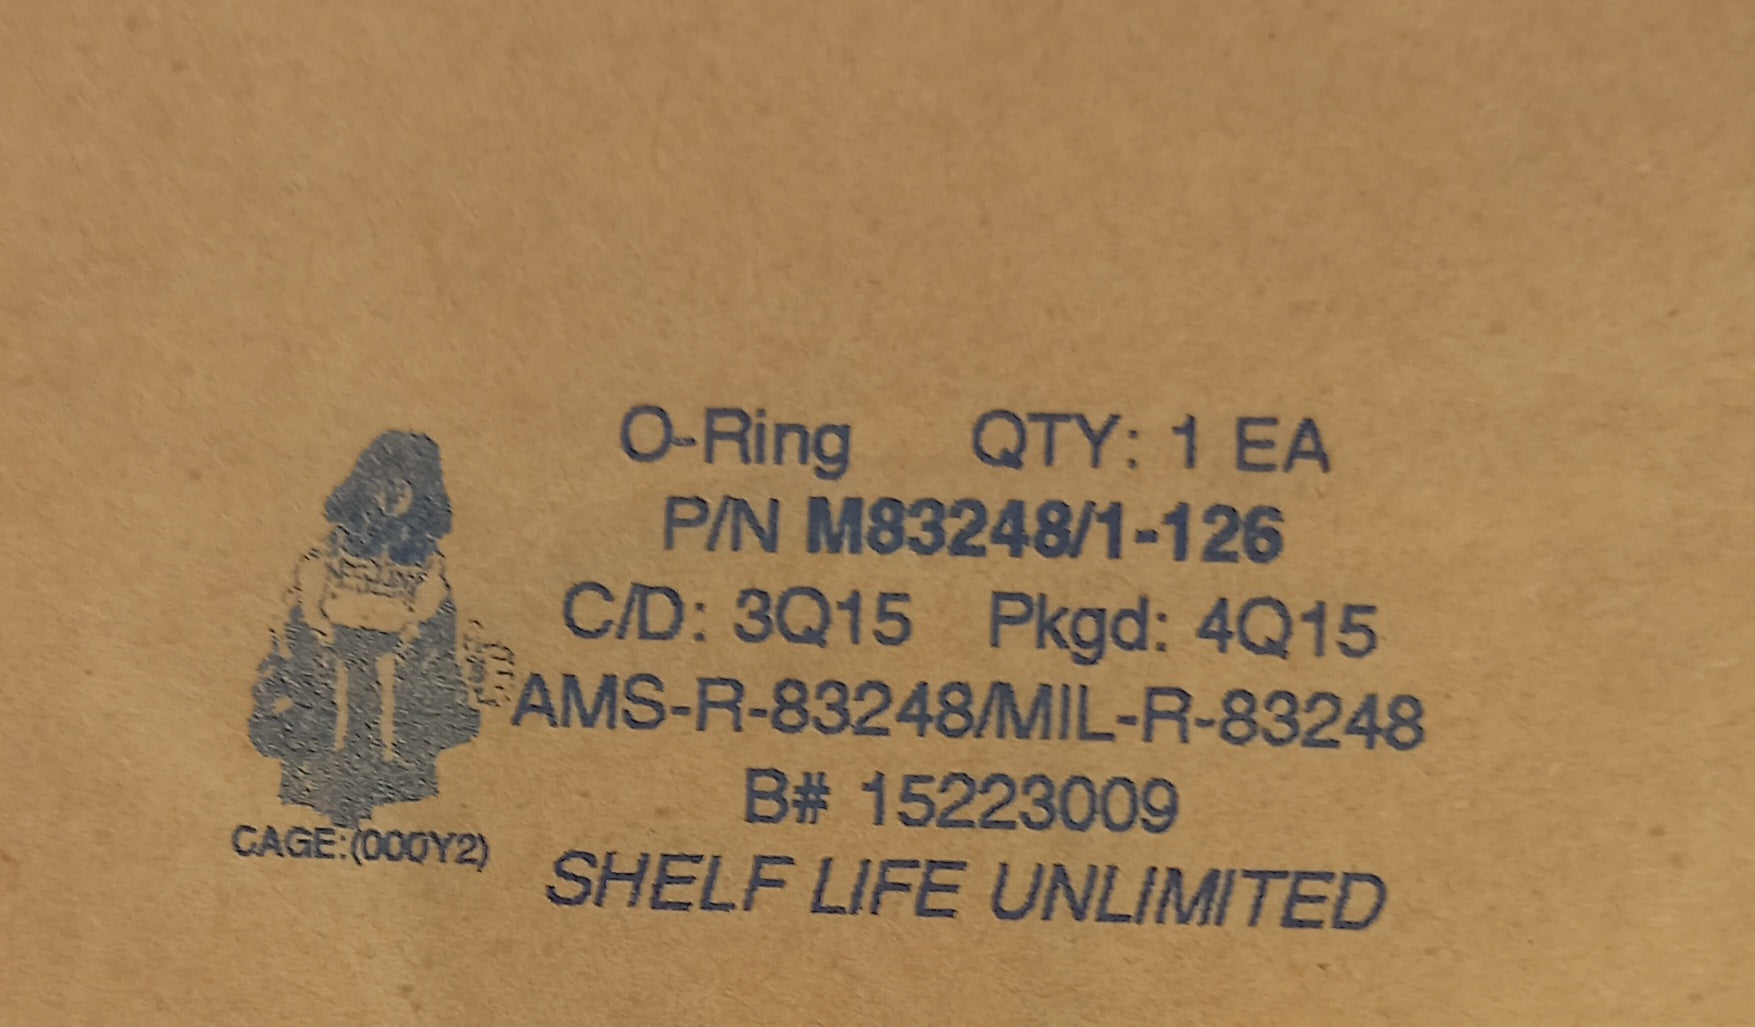 O-Ring QTY: 1 EA
P/N M83248/1-126
C/D: 3Q15 Pkgd: 4Q15
AMS-R-83248/MIL-R-83248
B# 15223009
CAGE:(000Y2)
SHELF LIFE UNLIMITED